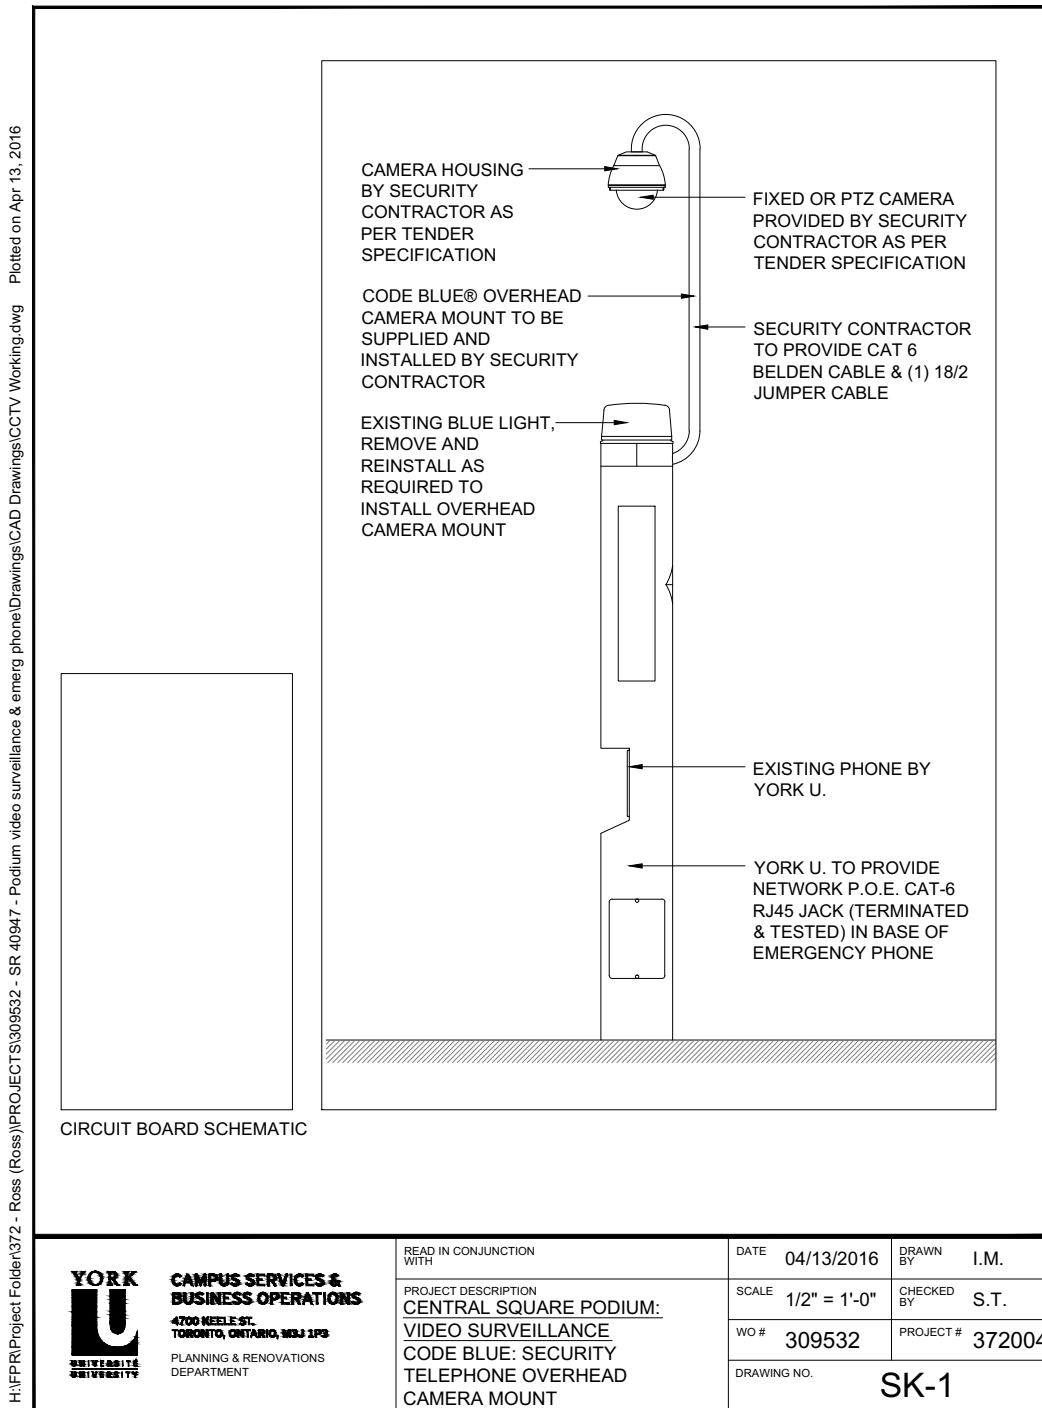 H:\FPR\Project Folder\372 - Ross (Ross)\PROJECTS\309532 - SR 40947 - Podium video surveillance & emerg phone\Drawings\CAD Drawings\CCTV Working.dwg Plotted on Apr 13, 2016
CAMERA HOUSING
BY SECURITY
CONTRACTOR AS
PER TENDER
SPECIFICATION
FIXED OR PTZ CAMERA
PROVIDED BY SECURITY
CONTRACTOR AS PER
TENDER SPECIFICATION
CODE BLUE® OVERHEAD
CAMERA MOUNT TO BE
SUPPLIED AND
INSTALLED BY SECURITY
CONTRACTOR
SECURITY CONTRACTOR
TO PROVIDE CAT 6
BELDEN CABLE & (1) 18/2
JUMPER CABLE
EXISTING BLUE LIGHT,
REMOVE AND
REINSTALL AS
REQUIRED TO
INSTALL OVERHEAD
CAMERA MOUNT
EXISTING PHONE BY
YORK U.
YORK U. TO PROVIDE
NETWORK P.O.E. CAT-6
RJ45 JACK (TERMINATED
& TESTED) IN BASE OF
EMERGENCY PHONE
CIRCUIT BOARD SCHEMATIC
YORK
U
UNIVERSITÉ
UNIVERSITY
CAMPUS SERVICES &
BUSINESS OPERATIONS
4700 KEELE ST.
TORONTO, ONTARIO, M3J 1P3
PLANNING & RENOVATIONS
DEPARTMENT
READ IN CONJUNCTION
WITH
PROJECT DESCRIPTION
CENTRAL SQUARE PODIUM:
VIDEO SURVEILLANCE
CODE BLUE: SECURITY
TELEPHONE OVERHEAD
CAMERA MOUNT
DATE 04/13/2016
DRAWN
BY I.M.
SCALE 1/2" = 1'-0"
CHECKED
BY S.T.
WO # 309532
PROJECT # 372004
DRAWING NO. SK-1